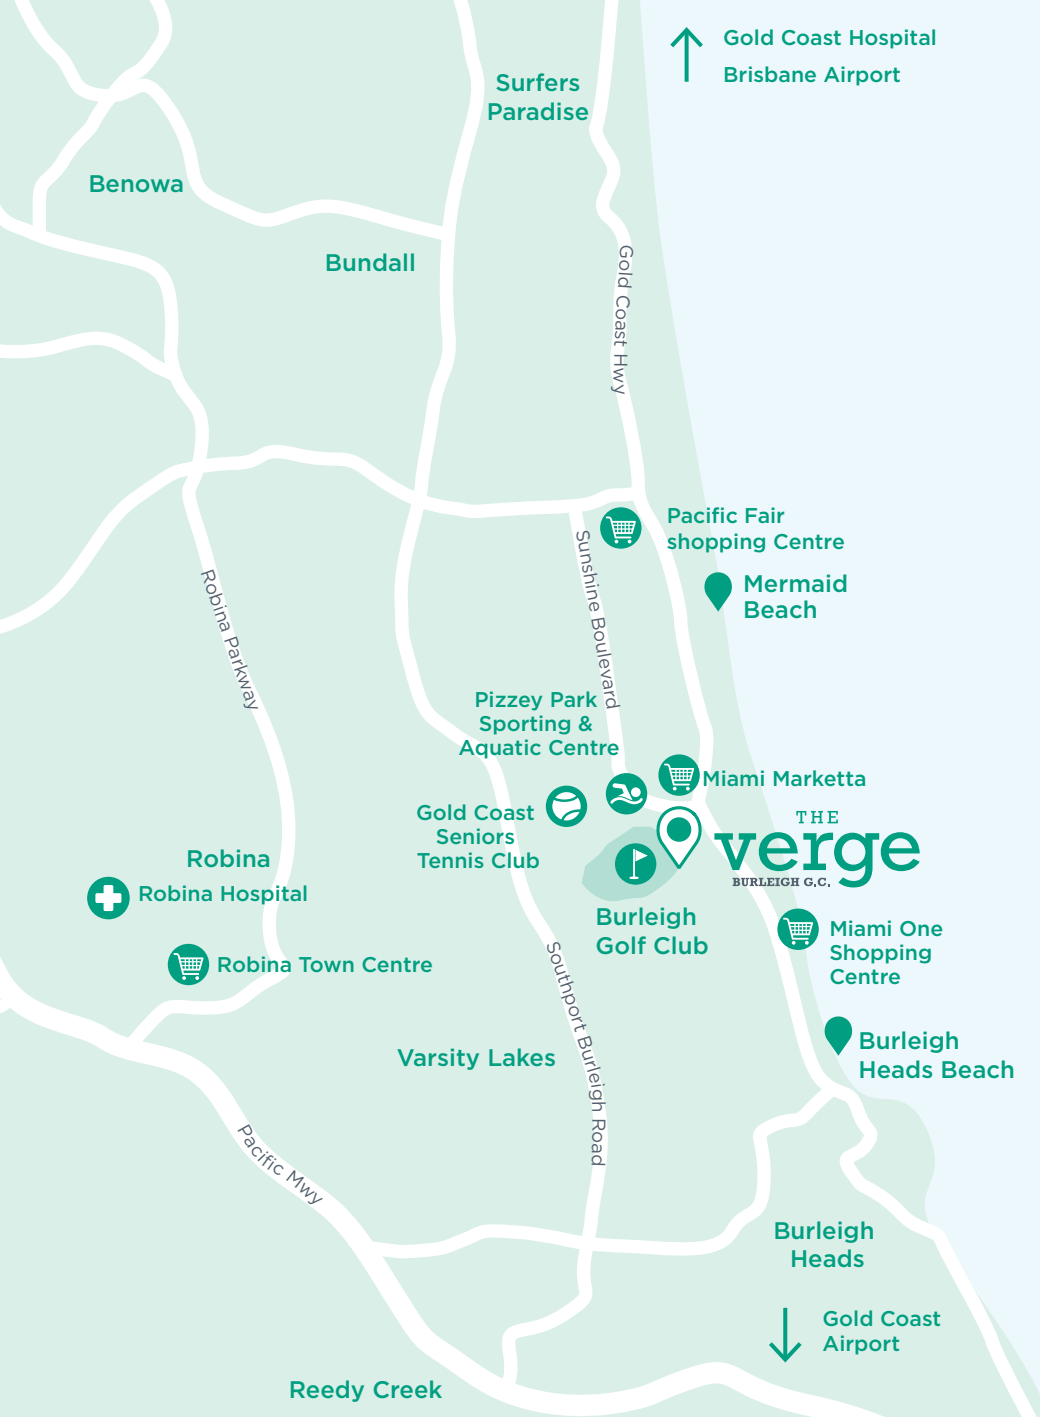 Gold Coast Hospital
Brisbane Airport
Surfers
Paradise
Benowa
Bundall
Gold Coast Hwy
Pacific Fair
shopping Centre
Sunshine Boulevard
Mermaid
Beach
Robina Parkway
Pizzey Park
Sporting &
Aquatic Centre
Miami Marketta
Gold Coast
Seniors
Tennis Club
THE
verge
BURLEIGH G.C.
Robina
Robina Hospital
Burleigh
Golf Club
Miami One
Shopping
Centre
Robina Town Centre
Southport Burleigh Road
Burleigh
Heads Beach
Varsity Lakes
Pacific Mwy
Burleigh
Heads
Gold Coast
Airport
Reedy Creek